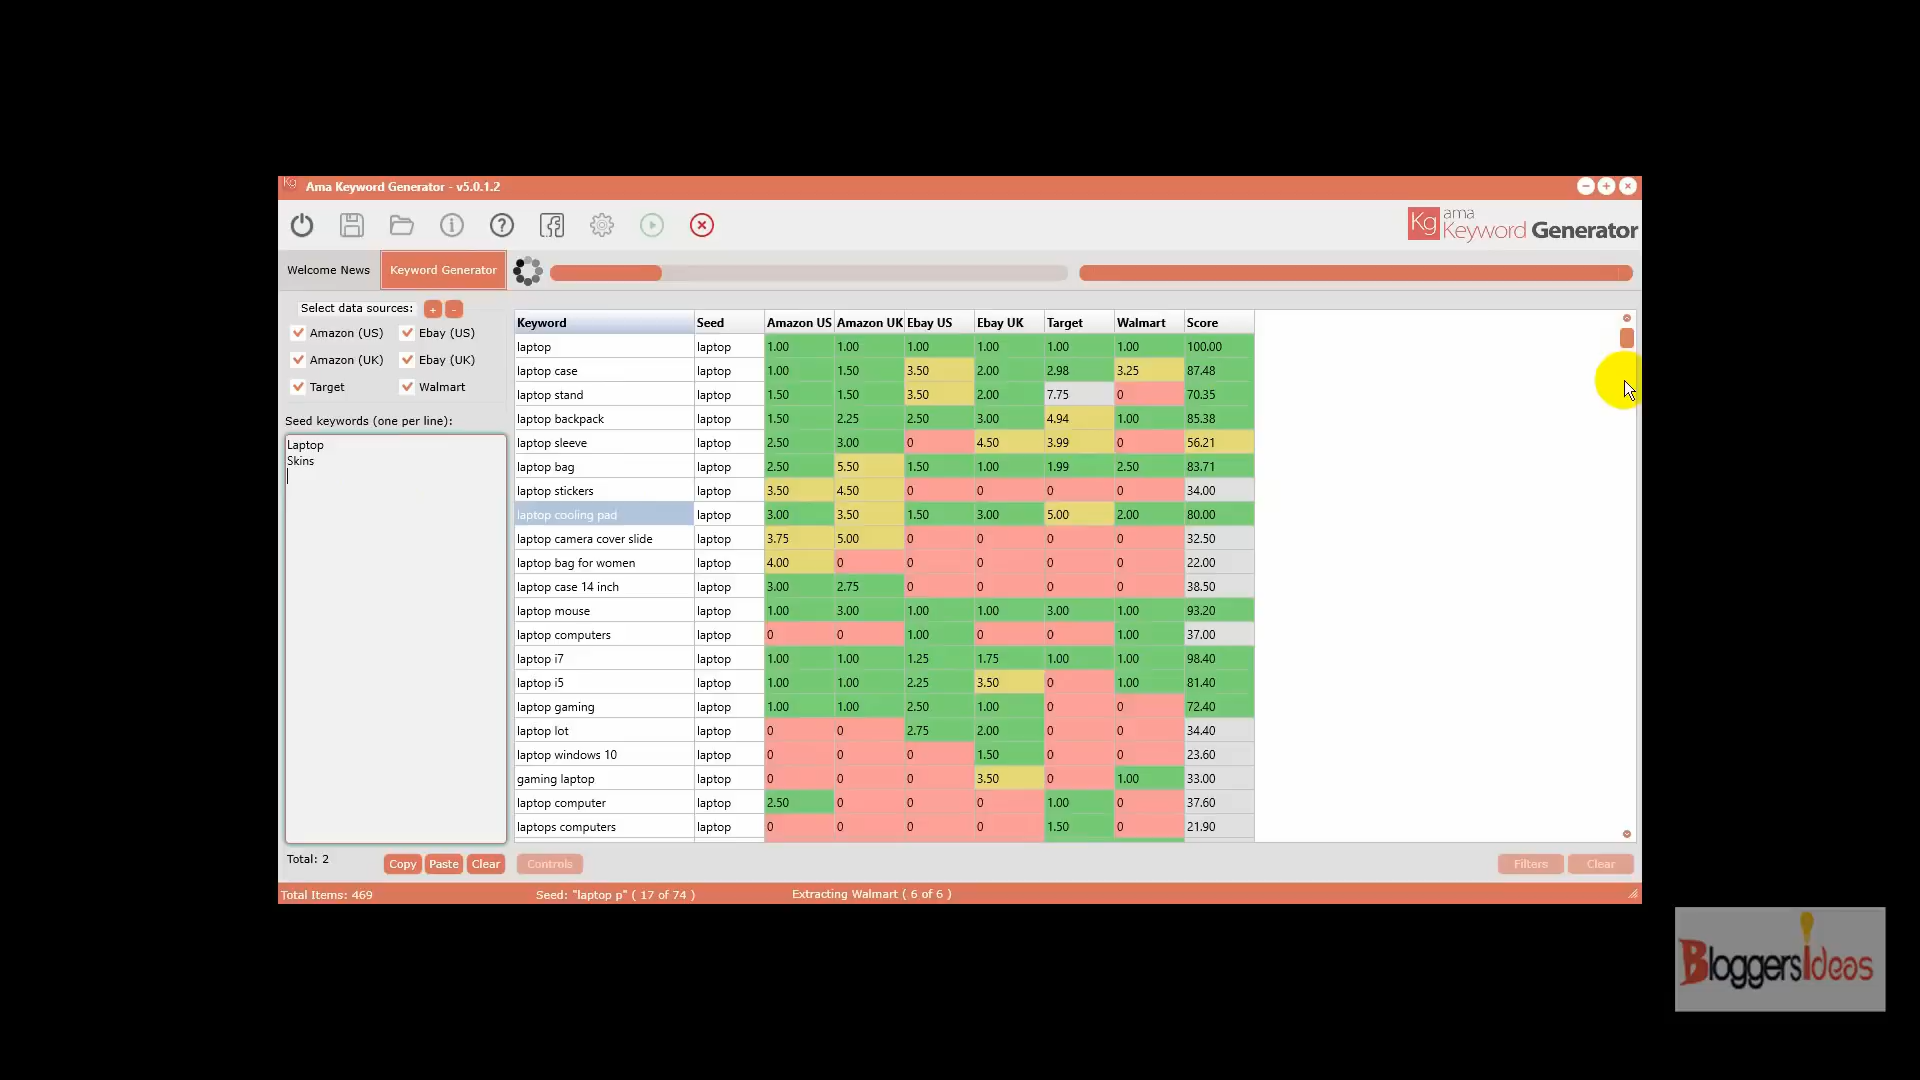 Kg Ama Keyword Generator - v5.0.1.2
Kg ama Keyword Generator
Welcome News Keyword Generator
Select data sources: + -
Amazon (US) Ebay (US)
Amazon (UK) Ebay (UK)
Target Walmart
Seed keywords (one per line):
Laptop
Skins
Total: 2
Copy Paste Clear
Keyword Seed Amazon US Amazon UK Ebay US Ebay UK Target Walmart Score
laptop laptop 1.00 1.00 1.00 1.00 1.00 1.00 100.00
laptop case laptop 1.00 1.50 3.50 2.00 2.98 3.25 87.48
laptop stand laptop 1.50 1.50 3.50 2.00 7.75 0 70.35
laptop backpack laptop 1.50 2.25 2.50 3.00 4.94 1.00 85.38
laptop sleeve laptop 2.50 3.00 0 4.50 3.99 0 56.21
laptop bag laptop 2.50 5.50 1.50 1.00 1.99 2.50 83.71
laptop stickers laptop 3.50 4.50 0 0 0 0 34.00
laptop cooling pad laptop 3.00 3.50 1.50 3.00 5.00 2.00 80.00
laptop camera cover slide laptop 3.75 5.00 0 0 0 0 32.50
laptop bag for women laptop 4.00 0 0 0 0 0 22.00
laptop case 14 inch laptop 3.00 2.75 0 0 0 0 38.50
laptop mouse laptop 1.00 3.00 1.00 1.00 3.00 1.00 93.20
laptop computers laptop 0 0 1.00 0 0 1.00 37.00
laptop i7 laptop 1.00 1.00 1.25 1.75 1.00 1.00 98.40
laptop i5 laptop 1.00 1.00 2.25 3.50 0 1.00 81.40
laptop gaming laptop 1.00 1.00 2.50 1.00 0 0 72.40
laptop lot laptop 0 0 2.75 2.00 0 0 34.40
laptop windows 10 laptop 0 0 0 1.50 0 0 23.60
gaming laptop laptop 0 0 0 3.50 0 1.00 33.00
laptop computer laptop 2.50 0 0 0 1.00 0 37.60
laptops computers laptop 0 0 0 0 1.50 0 21.90
Controls Filters Clear
Total Items: 469 Seed: "laptop p" ( 17 of 74 ) Extracting Walmart ( 6 of 6 )
BloggersIdeas